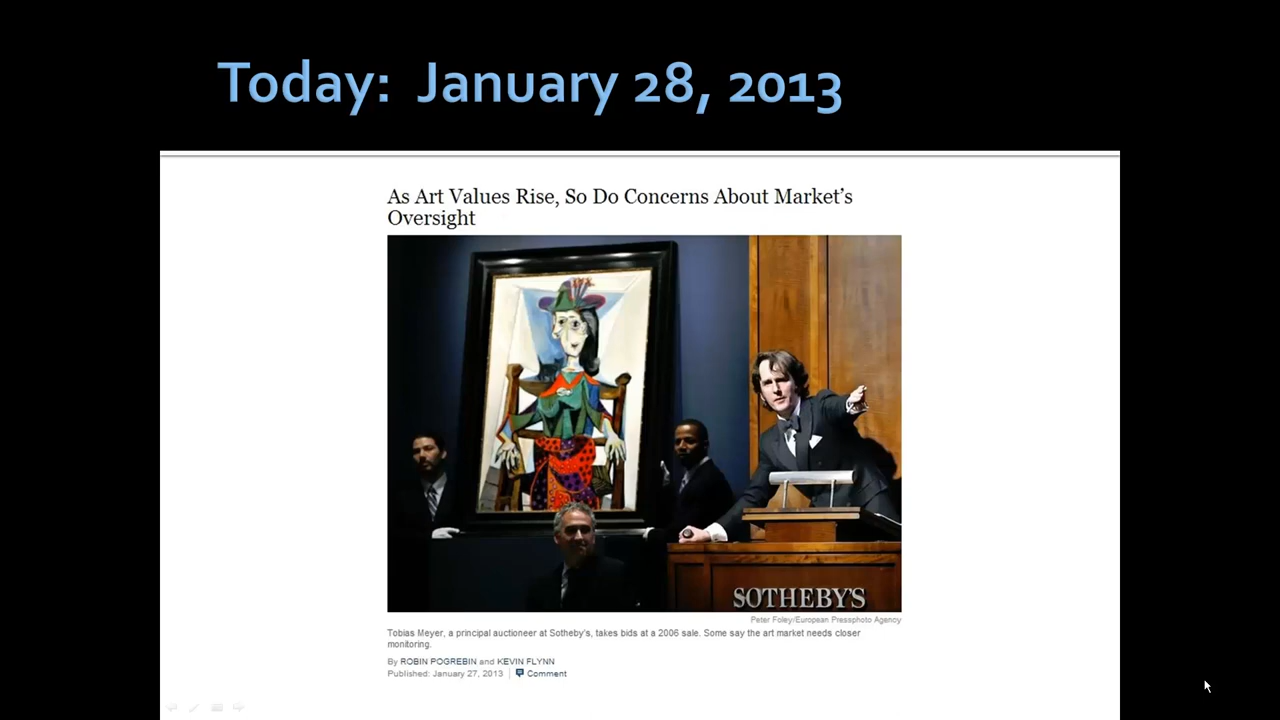 Today: January 28, 2013
As Art Values Rise, So Do Concerns About Market's
Oversight
SOTHEBY'S
Peter Foley/European Pressphoto Agency
Tobias Meyer, a principal auctioneer at Sotheby's, takes bids at a 2006 sale. Some say the art market needs closer
monitoring.
By ROBIN POGREBIN and KEVIN FLYNN
Published: January 27, 2013 | Comment